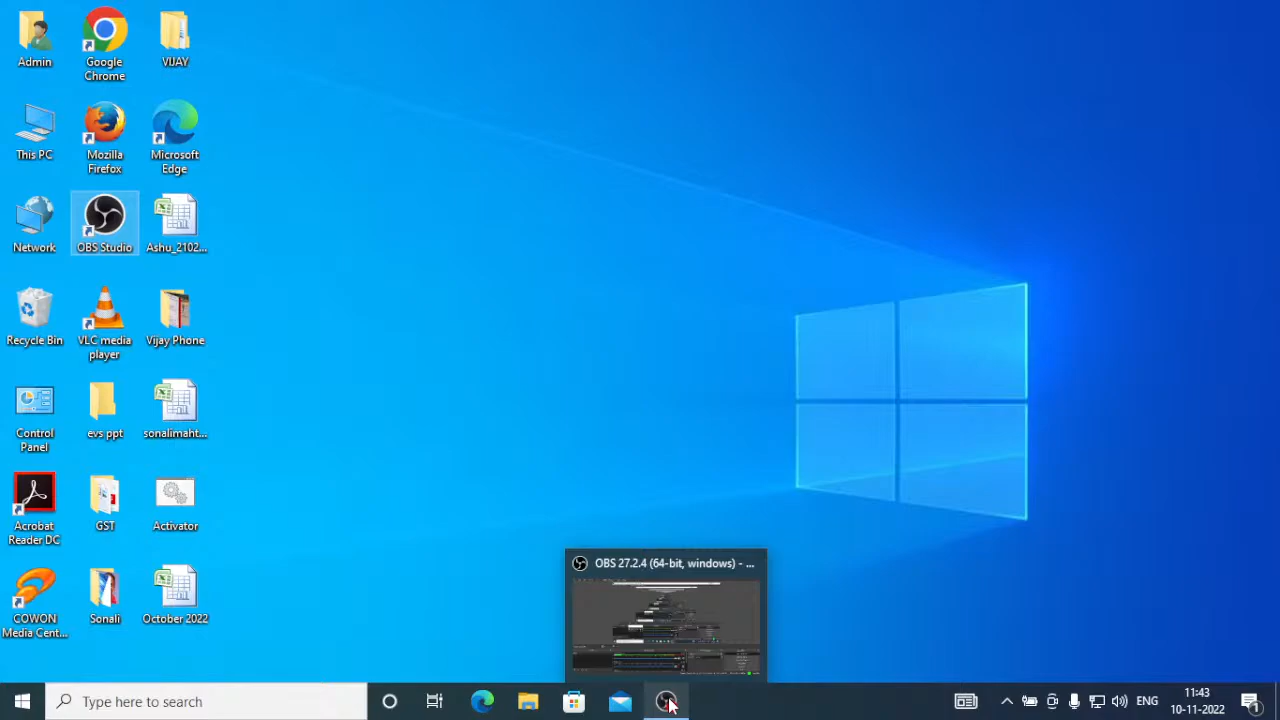 Admin
Google
Chrome
VIJAY
This PC
Mozilla
Firefox
Microsoft
Edge
Network
OBS Studio
Ashu_2102...
Recycle Bin
VLC media
player
Vijay Phone
Control
Panel
evs ppt
sonalimaht...
Acrobat
Reader DC
GST
Activator
COWON
Media Cent...
Sonali
October 2022
OBS 27.2.4 (64-bit, windows) - ...
Type here to search
ENG
11:43
10-11-2022
1